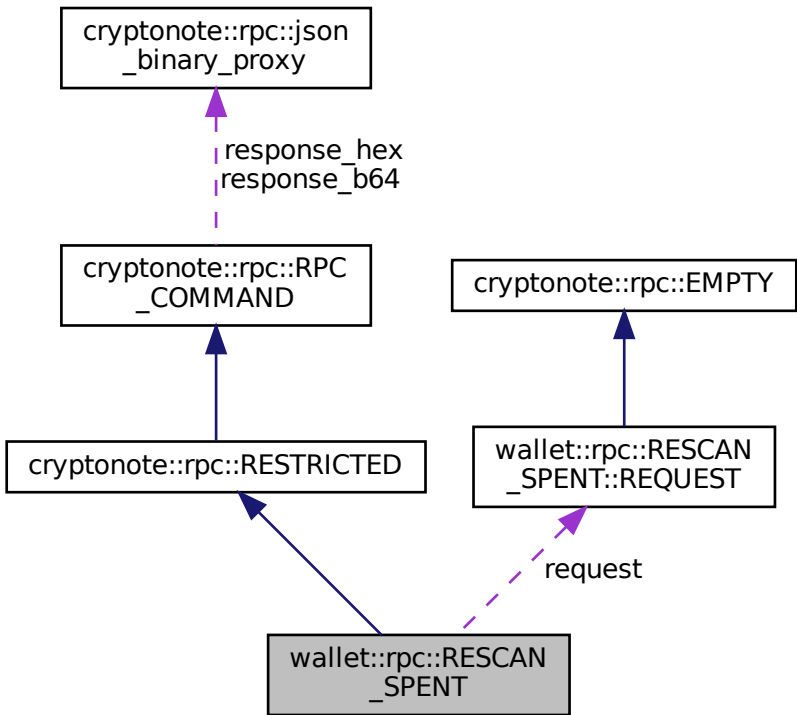 cryptonote::rpc::json
_binary_proxy
response_hex
response_b64
cryptonote::rpc::RPC
_COMMAND
cryptonote::rpc::EMPTY
cryptonote::rpc::RESTRICTED
wallet::rpc::RESCAN
_SPENT::REQUEST
request
wallet::rpc::RESCAN
_SPENT